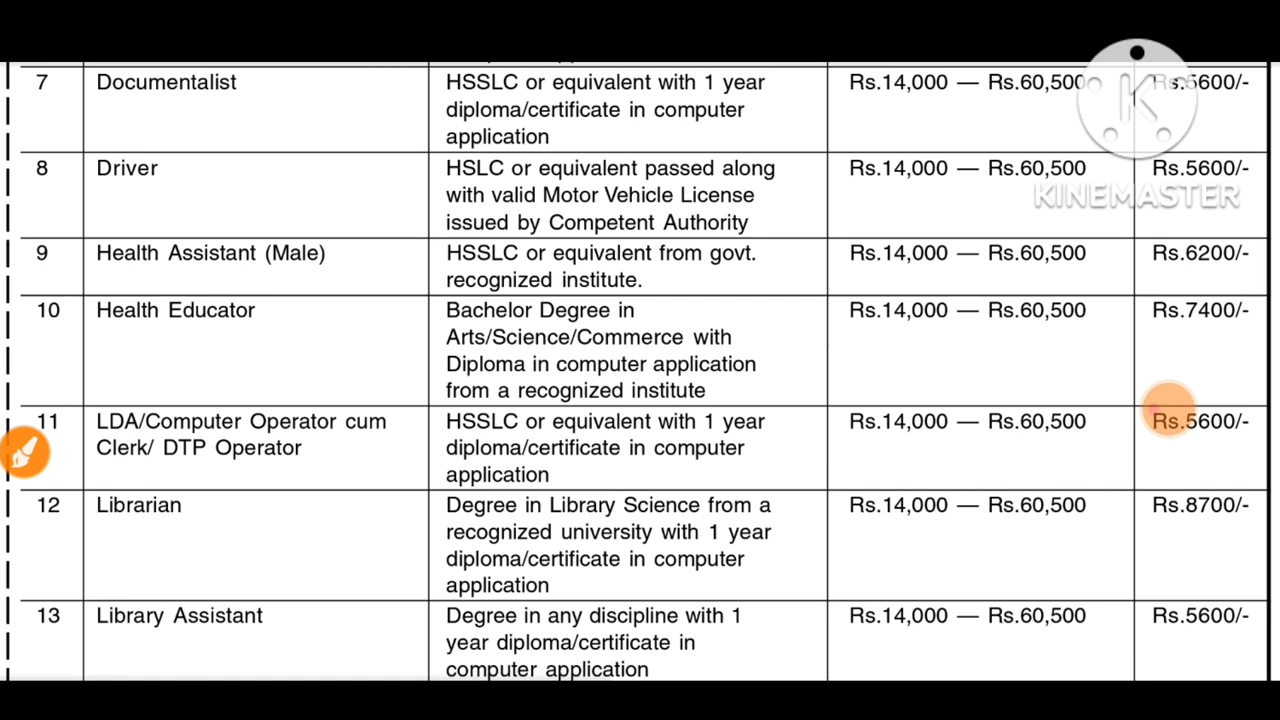 7 Documentalist HSSLC or equivalent with 1 year Rs.14,000 — Rs.60,500 Rs.5600/-
diploma/certificate in computer
application
8 Driver HSLC or equivalent passed along Rs.14,000 — Rs.60,500 Rs.5600/-
with valid Motor Vehicle License
issued by Competent Authority
KINEMASTER
9 Health Assistant (Male) HSSLC or equivalent from govt. Rs.14,000 — Rs.60,500 Rs.6200/-
recognized institute.
10 Health Educator Bachelor Degree in Rs.14,000 — Rs.60,500 Rs.7400/-
Arts/Science/Commerce with
Diploma in computer application
from a recognized institute
11 LDA/Computer Operator cum HSSLC or equivalent with 1 year Rs.14,000 — Rs.60,500 Rs.5600/-
Clerk/ DTP Operator diploma/certificate in computer
application
12 Librarian Degree in Library Science from a Rs.14,000 — Rs.60,500 Rs.8700/-
recognized university with 1 year
diploma/certificate in computer
application
13 Library Assistant Degree in any discipline with 1 Rs.14,000 — Rs.60,500 Rs.5600/-
year diploma/certificate in
computer application